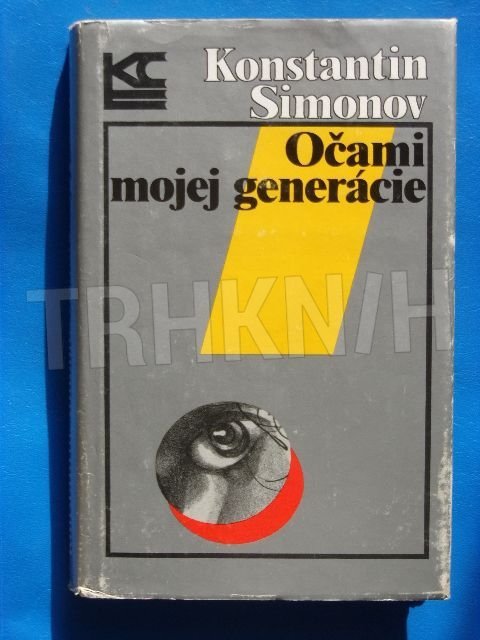 Konstantin
Simonov
Očami
mojej generácie
TRHKNIH